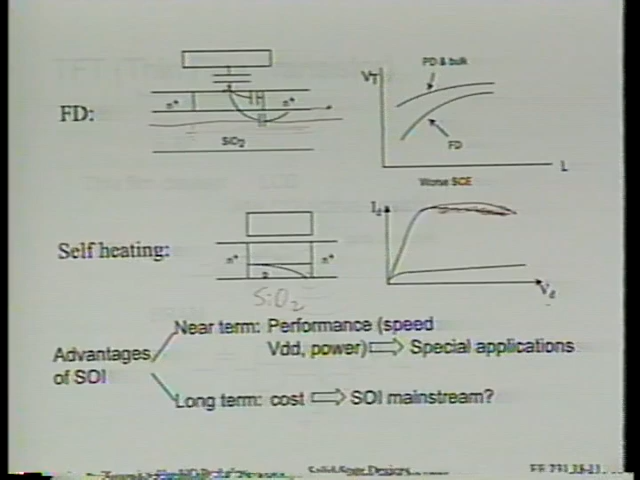 FD:
n+ n+
SiO2
VT
PD & bulk
FD
L
Worse SCE
Self heating:
n+ n+
SiO2
Id
Vd
Near term: Performance (speed
Vdd, power) ⇨ Special applications
Advantages
of SOI
Long term: cost ⇨ SOI mainstream?